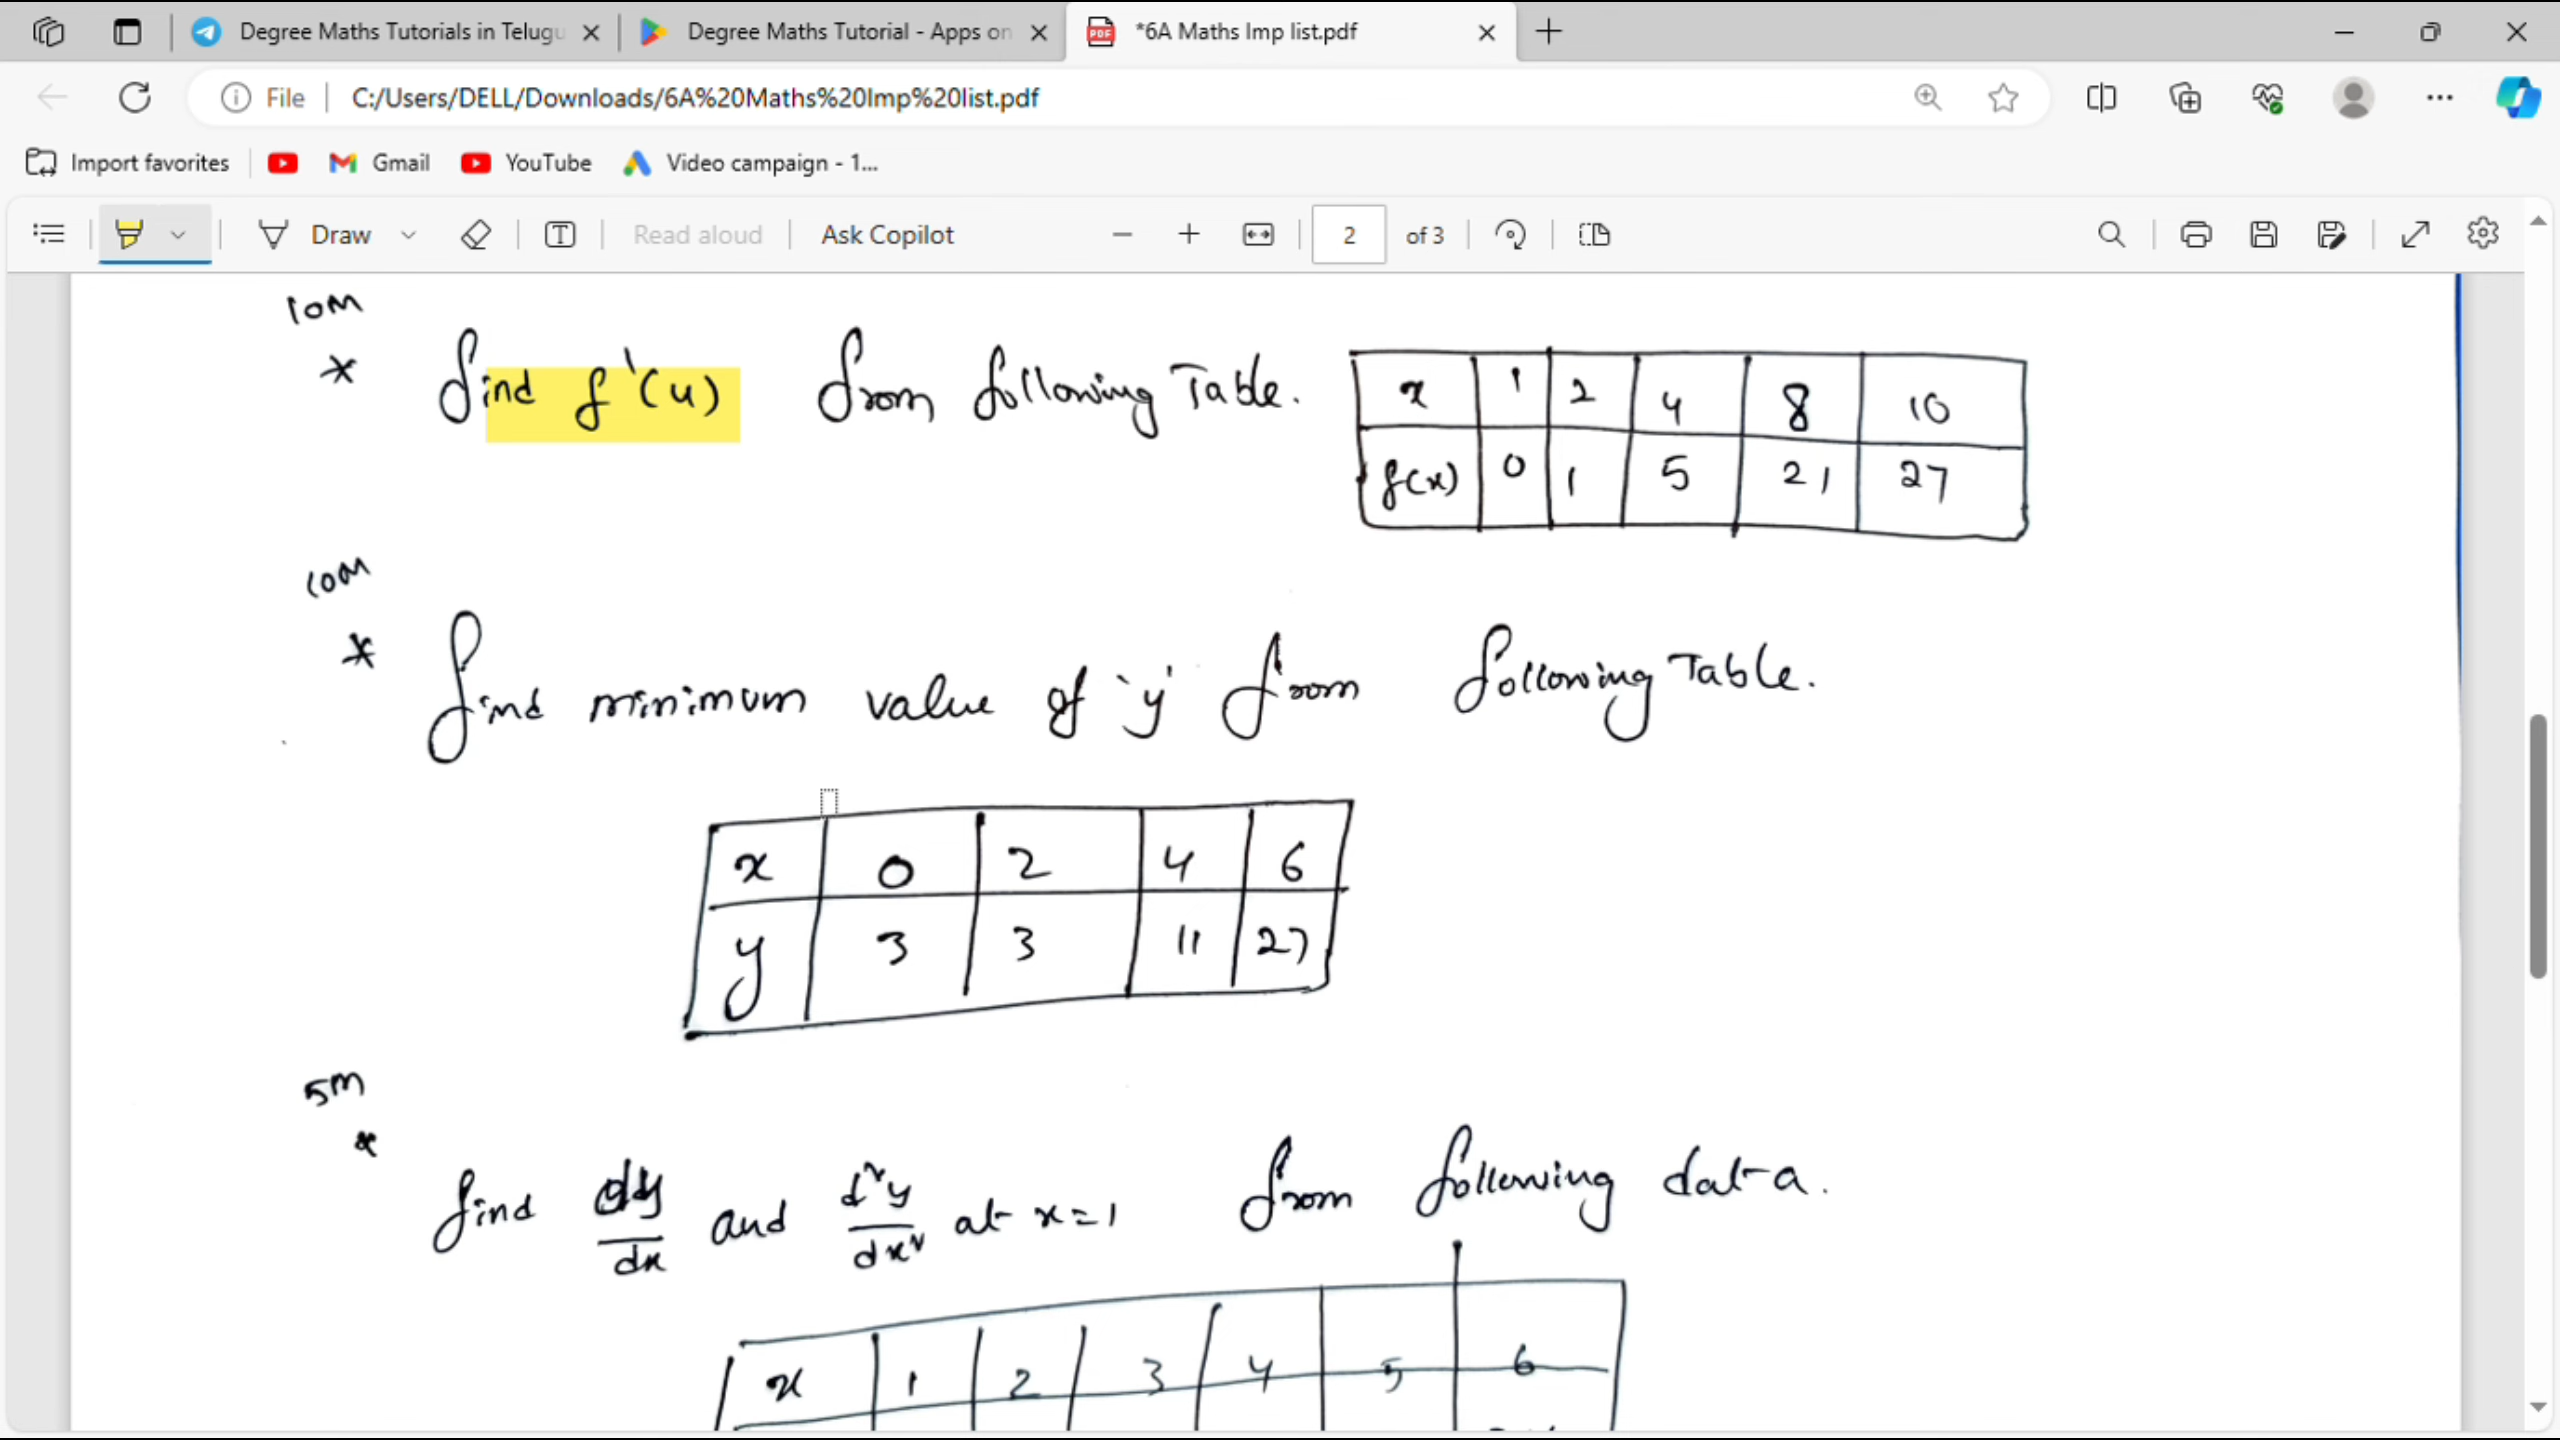 Degree Maths Tutorials in Telugu
Degree Maths Tutorial - Apps on
*6A Maths Imp list.pdf
File
C:/Users/DELL/Downloads/6A%20Maths%20Imp%20list.pdf
Import favorites
Gmail
YouTube
Video campaign - 1...
Draw
Read aloud
Ask Copilot
2 of 3
10M
* find f'(4) from following Table.
x 1 2 4 8 10
f(x) 0 1 5 21 27
10M
* find minimum value of 'y' from following Table.
x 0 2 4 6
y 3 3 11 27
5M
* find dy/dx and d²y/dx² at x=1 from following data.
x 1 2 3 4 5 6